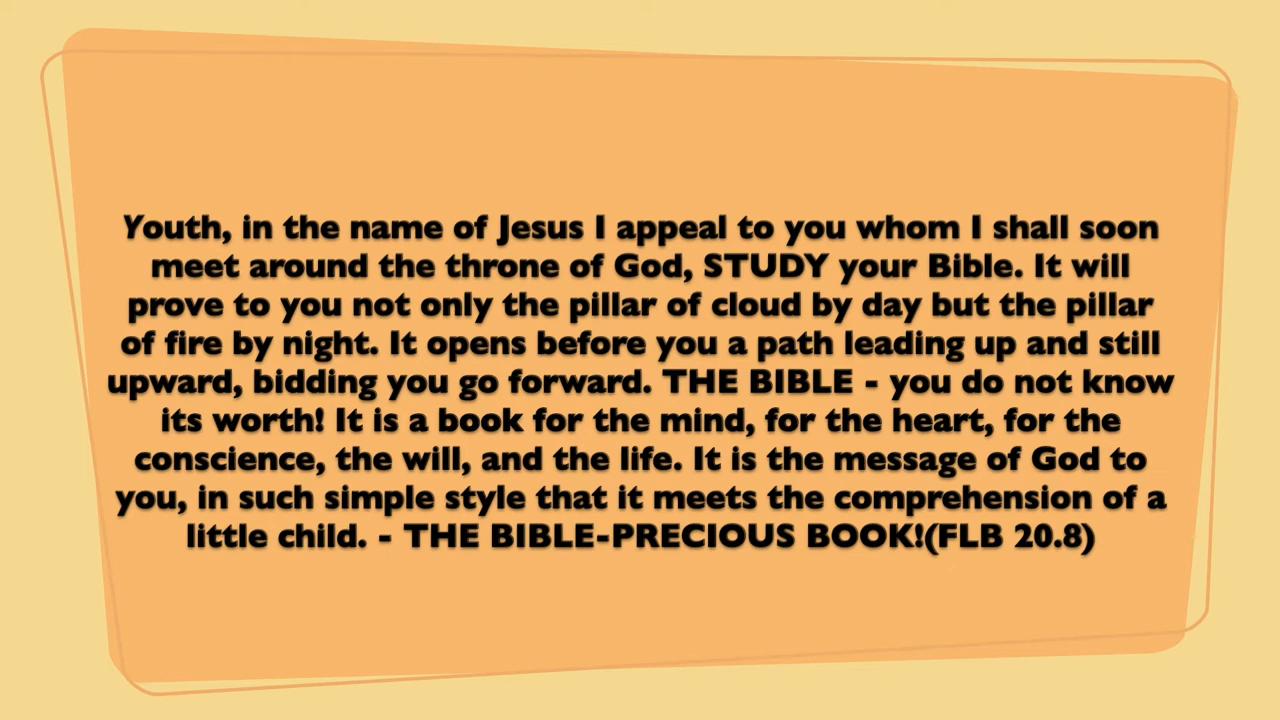 Youth, in the name of Jesus I appeal to you whom I shall soon
meet around the throne of God, STUDY your Bible. It will
prove to you not only the pillar of cloud by day but the pillar
of fire by night. It opens before you a path leading up and still
upward, bidding you go forward. THE BIBLE - you do not know
its worth! It is a book for the mind, for the heart, for the
conscience, the will, and the life. It is the message of God to
you, in such simple style that it meets the comprehension of a
little child. - THE BIBLE-PRECIOUS BOOK!(FLB 20.8)